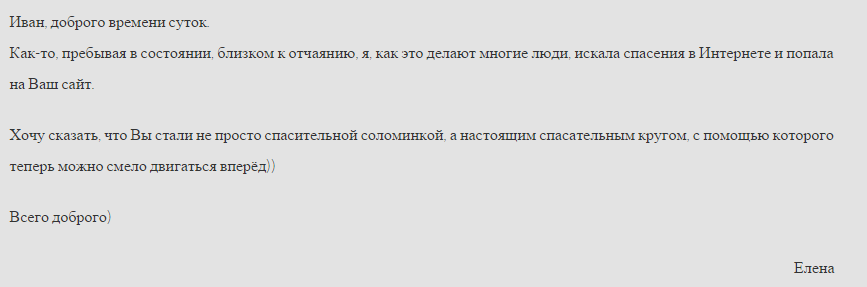 Иван, доброго времени суток.
Как-то, пребывая в состоянии, близком к отчаянию, я, как это делают многие люди, искала спасения в Интернете и попала
на Ваш сайт.
Хочу сказать, что Вы стали не просто спасительной соломинкой, а настоящим спасательным кругом, с помощью которого
теперь можно смело двигаться вперёд))
Всего доброго)
Елена